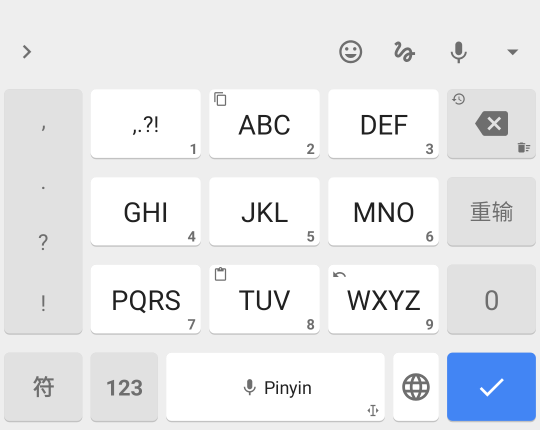 ,
,.?!
1
ABC
2
DEF
3
.
GHI
4
JKL
5
MNO
6
重输
?
!
PQRS
7
TUV
8
WXYZ
9
0
符
123
Pinyin